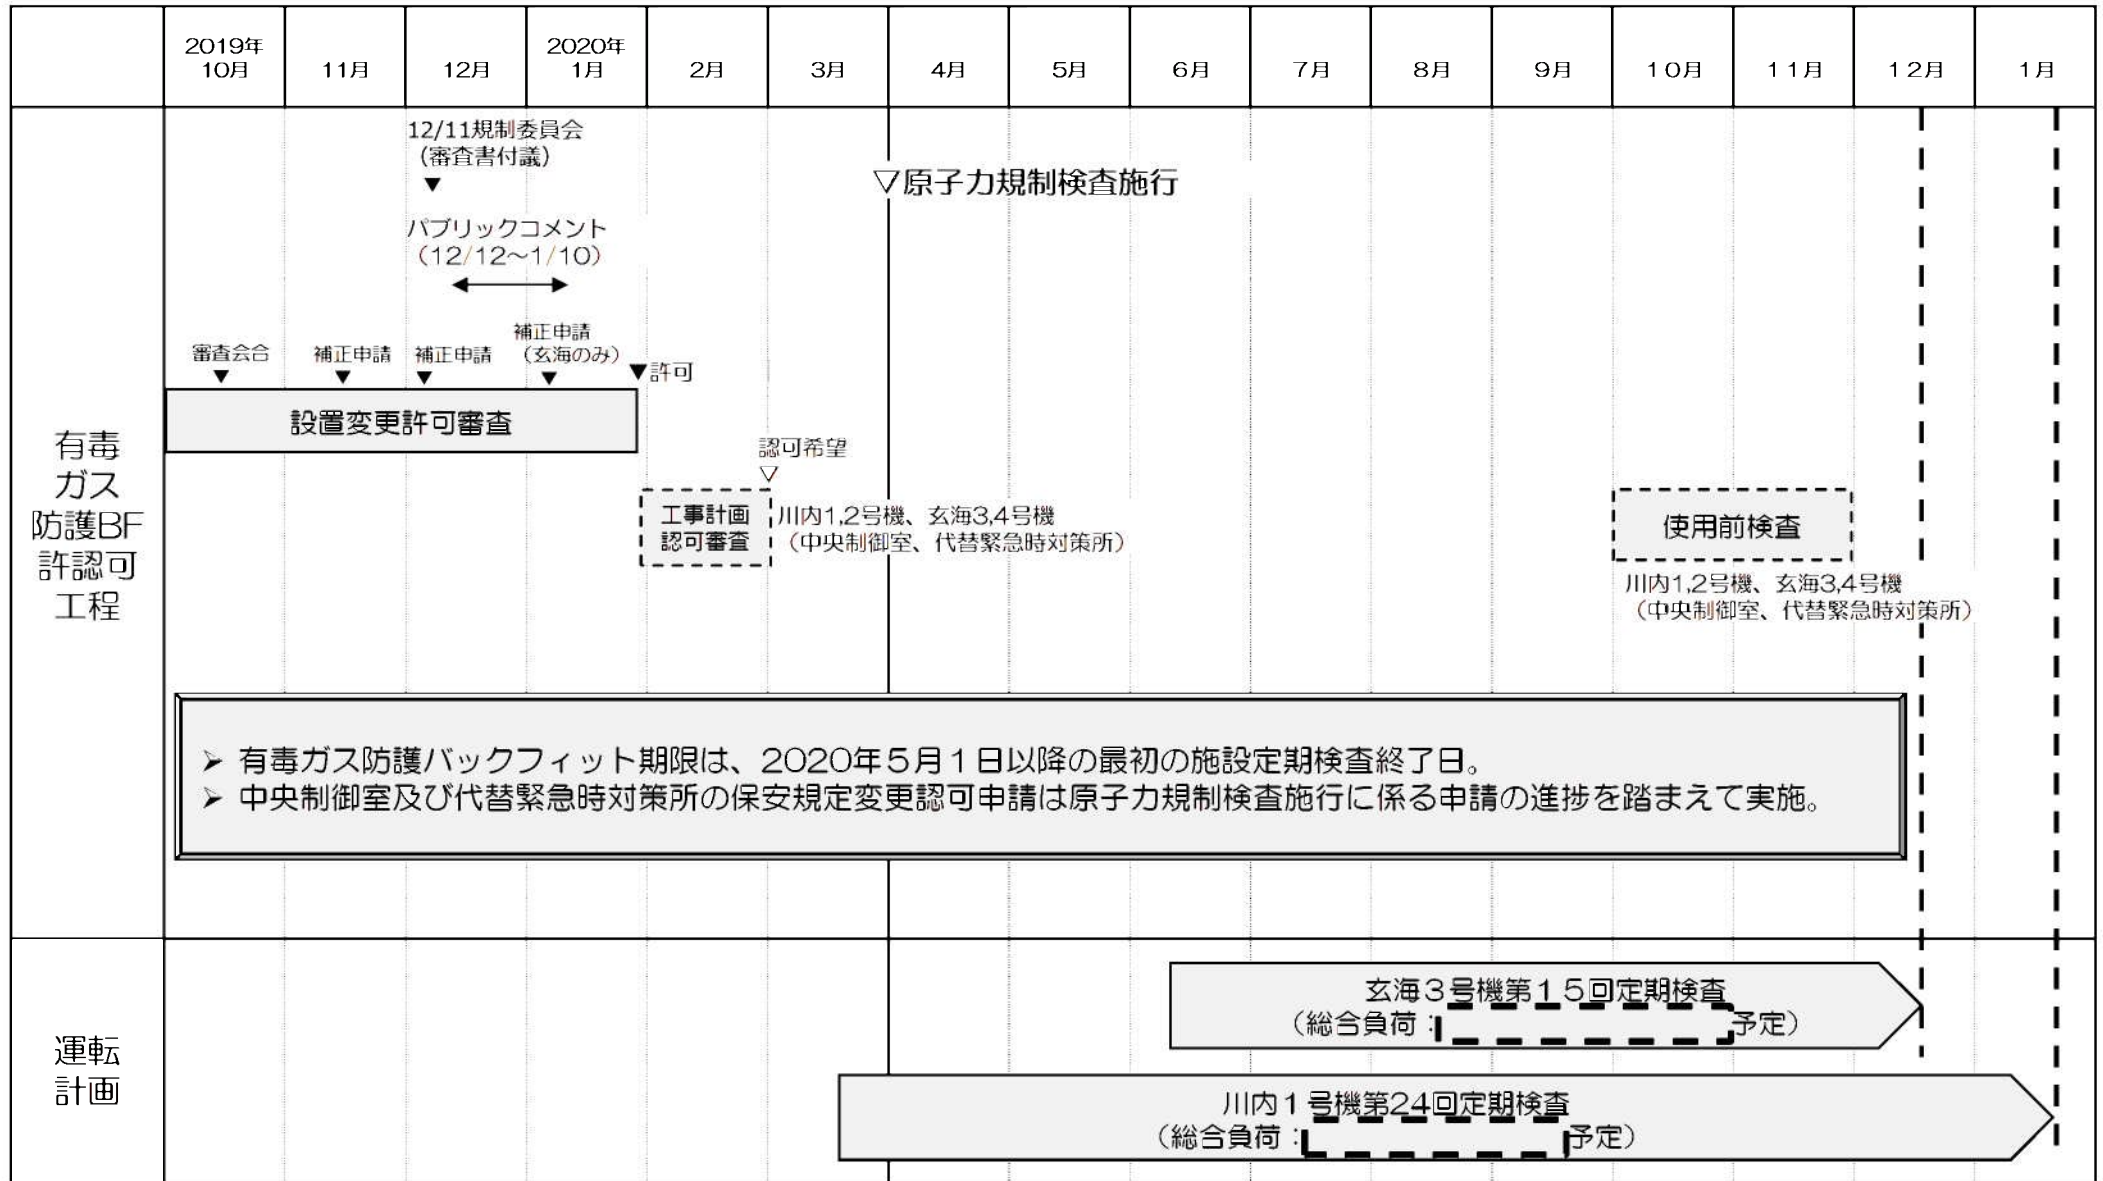 2019年
10月
11月
12月
2020年
1月
2月
3月
4月
5月
6月
7月
8月
9月
10月
11月
12月
1月
有毒
ガス
防護BF
許認可
工程
12/11規制委員会
（審査書付議）
▼
▽原子力規制検査施行
パブリックコメント
（12/12～1/10）
審査会合
▼
補正申請
▼
補正申請
▼
補正申請
（玄海のみ）
▼
▼許可
設置変更許可審査
認可希望
▽
工事計画
認可審査
川内1,2号機、玄海3,4号機
（中央制御室、代替緊急時対策所）
使用前検査
川内1,2号機、玄海3,4号機
（中央制御室、代替緊急時対策所）
➢ 有毒ガス防護バックフィット期限は、2020年５月１日以降の最初の施設定期検査終了日。
➢ 中央制御室及び代替緊急時対策所の保安規定変更認可申請は原子力規制検査施行に係る申請の進捗を踏まえて実施。
運転
計画
玄海３号機第１５回定期検査
（総合負荷： 予定）
川内１号機第24回定期検査
（総合負荷： 予定）